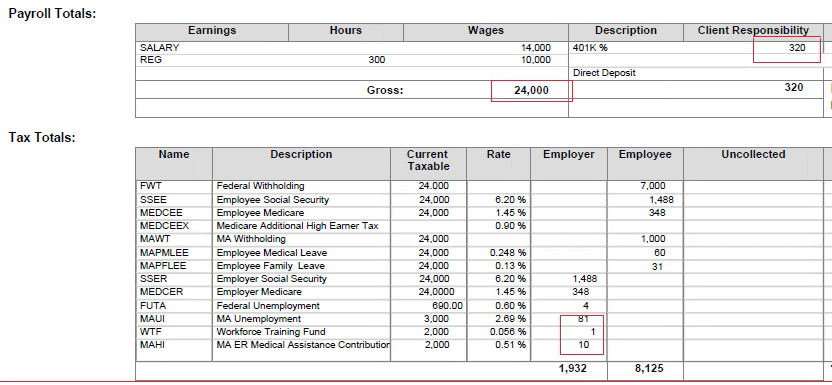 Payroll Totals:
Earnings Hours Wages Description Client Responsibility
SALARY 14,000 401K % 320
REG 300 10,000
Direct Deposit
Gross: 24,000 320
Tax Totals:
Name Description Current Taxable Rate Employer Employee Uncollected
FWT Federal Withholding 24.000 7,000
SSEE Employee Social Security 24,000 6.20 % 1,488
MEDCEE Employee Medicare 24,000 1.45 % 348
MEDCEEX Medicare Additional High Earner Tax 0.90 %
MAWT MA Withholding 24,000 1,000
MAPMLEE Employee Medical Leave 24,000 0.248 % 60
MAPFLEE Employee Family Leave 24,000 0.13 % 31
SSER Employer Social Security 24,000 6.20 % 1,488
MEDCER Employer Medicare 24,0000 1.45 % 348
FUTA Federal Unemployment 690.00 0.60 % 4
MAUI MA Unemployment 3,000 2.69 % 81
WTF Workforce Training Fund 2,000 0.056 % 1
MAHI MA ER Medical Assistance Contribution 2,000 0.51 % 10
1,932 8,125